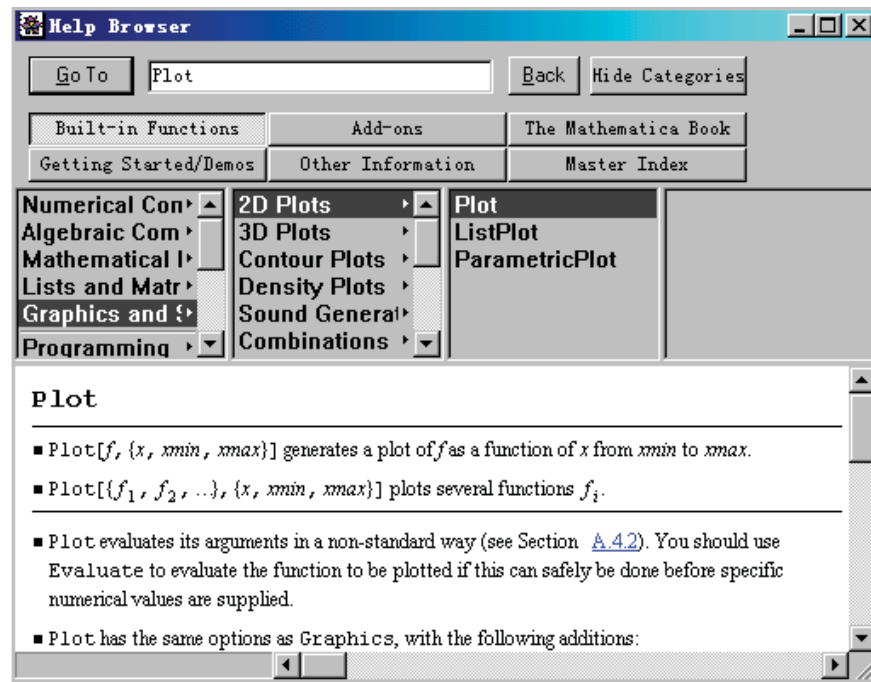 Help Browser
Go To Plot Back Hide Categories
Built-in Functions Add-ons The Mathematica Book
Getting Started/Demos Other Information Master Index
Numerical Con 2D Plots Plot
Algebraic Com 3D Plots ListPlot
Mathematical Contour Plots ParametricPlot
Lists and Matr Density Plots
Graphics and Sound Genera
Programming Combinations
Plot
■ Plot[f, {x, xmin, xmax}] generates a plot of f as a function of x from xmin to xmax.
■ Plot[{f₁, f₂, ..}, {x, xmin, xmax}] plots several functions fᵢ.
■ Plot evaluates its arguments in a non-standard way (see Section A.4.2). You should use
Evaluate to evaluate the function to be plotted if this can safely be done before specific
numerical values are supplied.
■ Plot has the same options as Graphics, with the following additions: